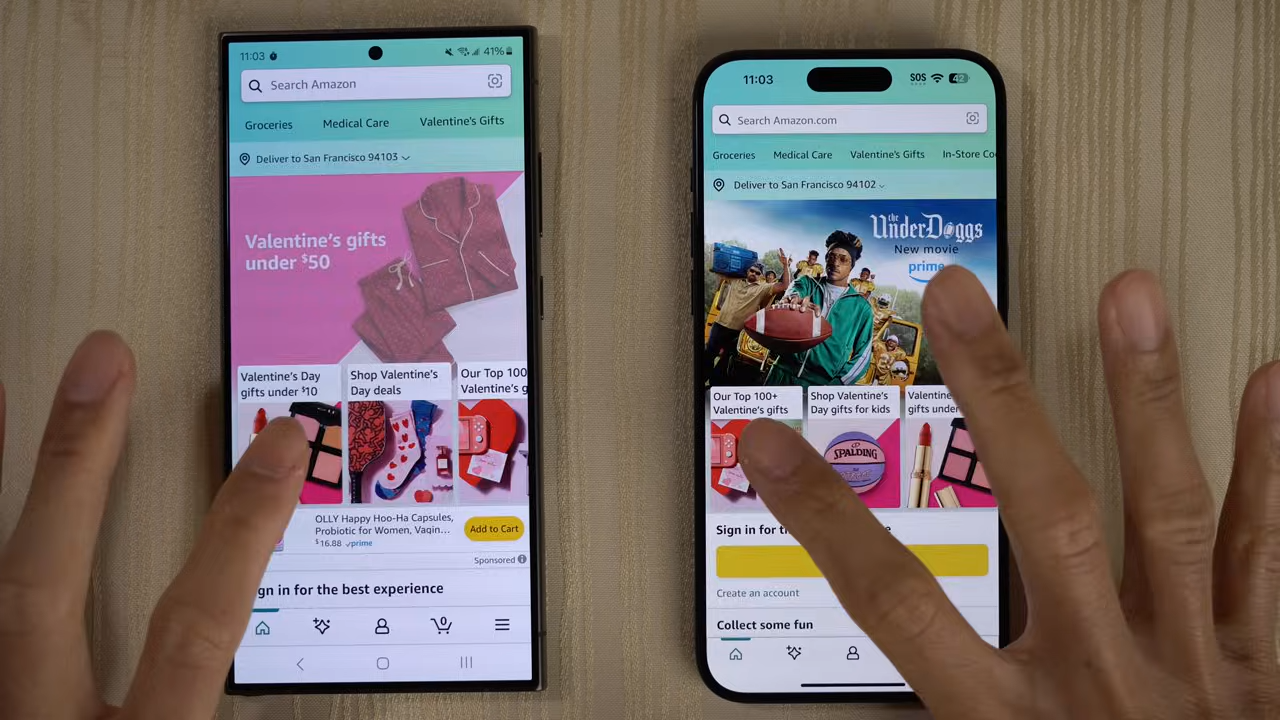 11:03
41%
Search Amazon
Groceries Medical Care Valentine's Gifts
Deliver to San Francisco 94103
Valentine's gifts
under $50
Valentine's Day
gifts under $10
Shop Valentine's
Day deals
Our Top 100
Valentine's g
OLLY Happy Hoo-Ha Capsules,
Probiotic for Women, Vagin...
$16.88 prime
Add to Cart
Sponsored
gn in for the best experience
0
11:03
SOS 42
Search Amazon.com
Groceries Medical Care Valentine's Gifts In-Store Co
Deliver to San Francisco 94102
the
UnderDoggs
New movie
prime
Our Top 100+
Valentine's gifts
Shop Valentine's
Day gifts for kids
Valentine
gifts under
SPALDING
Sign in for t
Create an account
Collect some fun